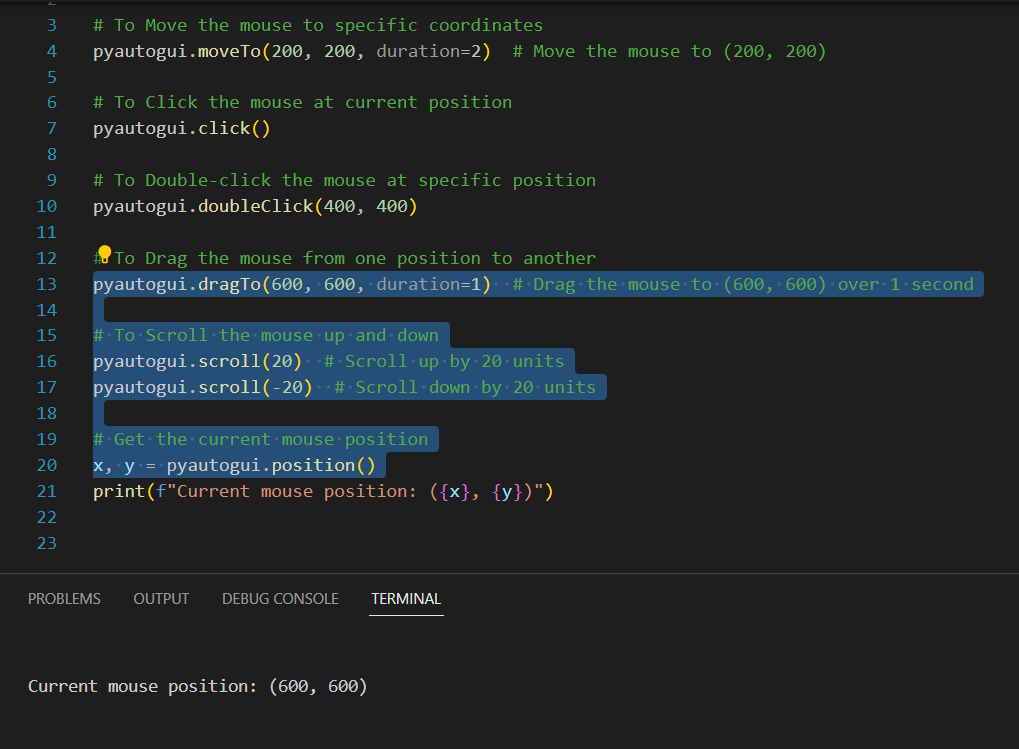 2
3 # To Move the mouse to specific coordinates
4 pyautogui.moveTo(200, 200, duration=2)  # Move the mouse to (200, 200)
5
6 # To Click the mouse at current position
7 pyautogui.click()
8
9 # To Double-click the mouse at specific position
10 pyautogui.doubleClick(400, 400)
11
12 # To Drag the mouse from one position to another
13 pyautogui.dragTo(600, 600, duration=1)  # Drag the mouse to (600, 600) over 1 second
14
15 # To Scroll the mouse up and down
16 pyautogui.scroll(20)  # Scroll up by 20 units
17 pyautogui.scroll(-20)  # Scroll down by 20 units
18
19 # Get the current mouse position
20 x, y = pyautogui.position()
21 print(f"Current mouse position: ({x}, {y})")
22
23
PROBLEMS OUTPUT DEBUG CONSOLE TERMINAL
Current mouse position: (600, 600)